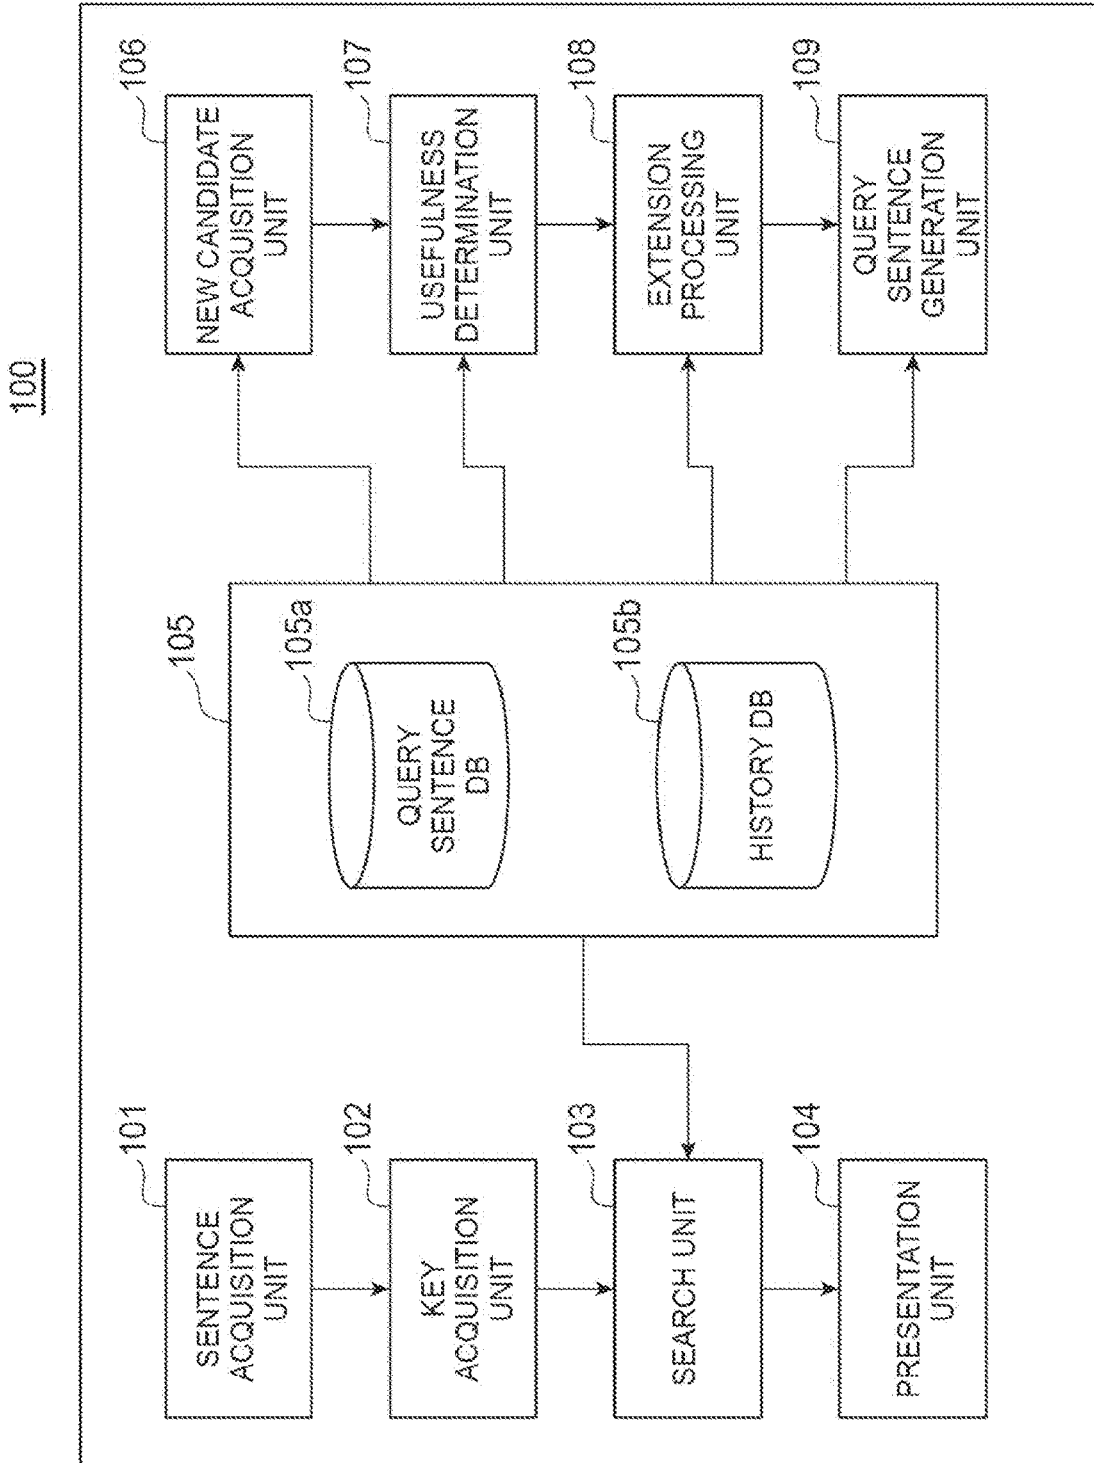 100
101
SENTENCE
ACQUISITION
UNIT
102
KEY
ACQUISITION
UNIT
103
SEARCH UNIT
104
PRESENTATION
UNIT
105
105a
QUERY
SENTENCE
DB
105b
HISTORY DB
106
NEW CANDIDATE
ACQUISITION
UNIT
107
USEFULNESS
DETERMINATION
UNIT
108
EXTENSION
PROCESSING
UNIT
109
QUERY
SENTENCE
GENERATION
UNIT